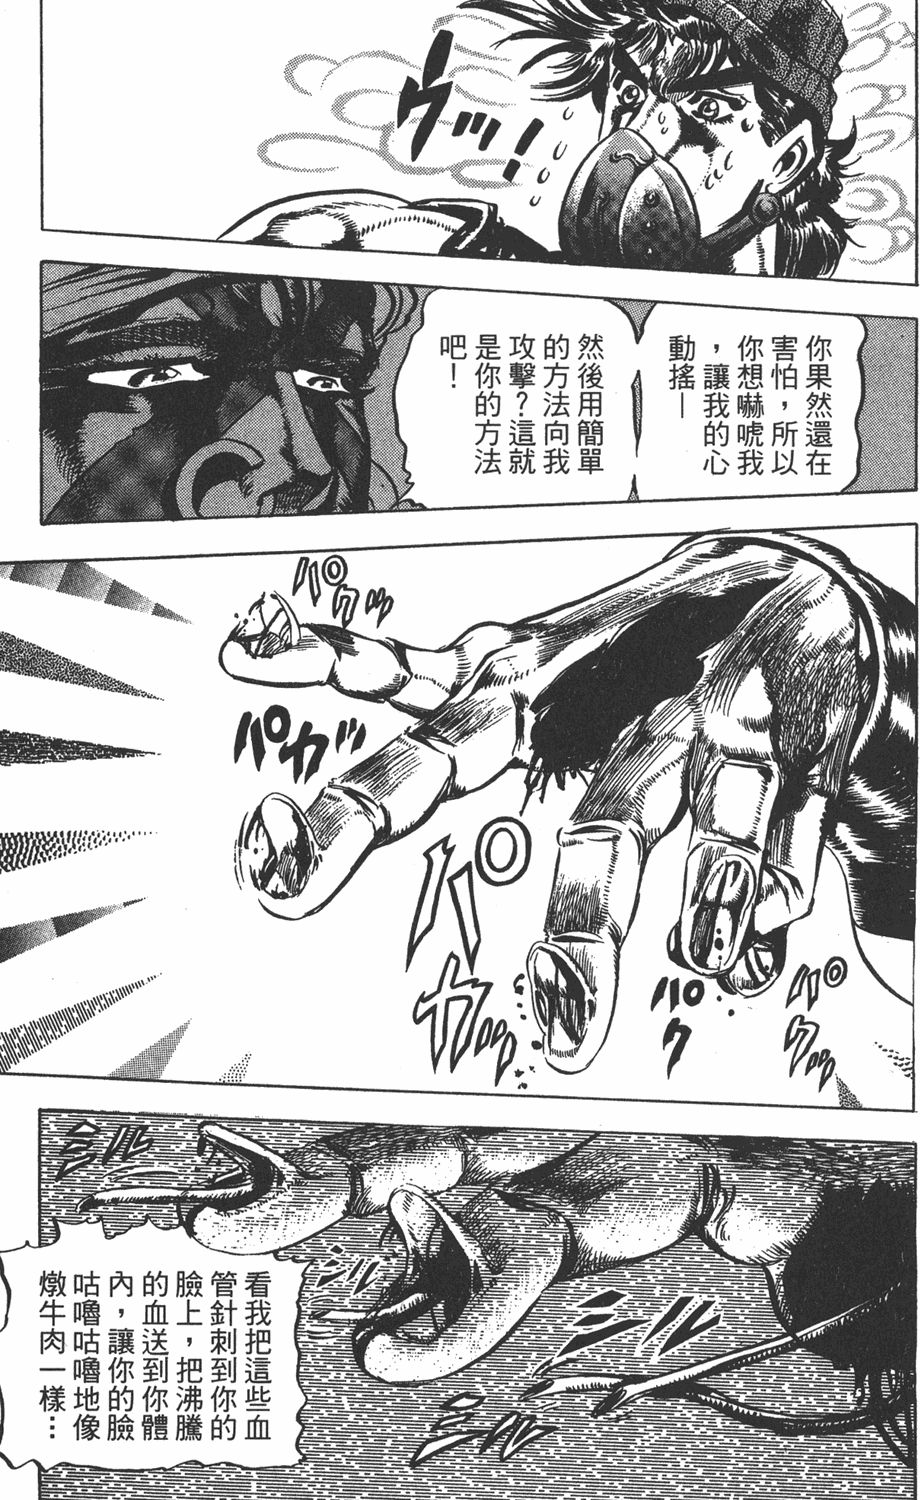 クッ！
你果然還在
害怕，所以
你想嚇唬我
，讓我的心
動搖—
然後用簡單
的方法向我
攻擊？這就
是你的方法
吧！
パクッ
パカッ
パカッ
パクッ
パクッ
ミル
ミル
看我把這些血
管針刺到你的
臉上，把沸騰
的血送到你體
內，讓你的臉
咕嚕咕嚕地像
燉牛肉一樣…